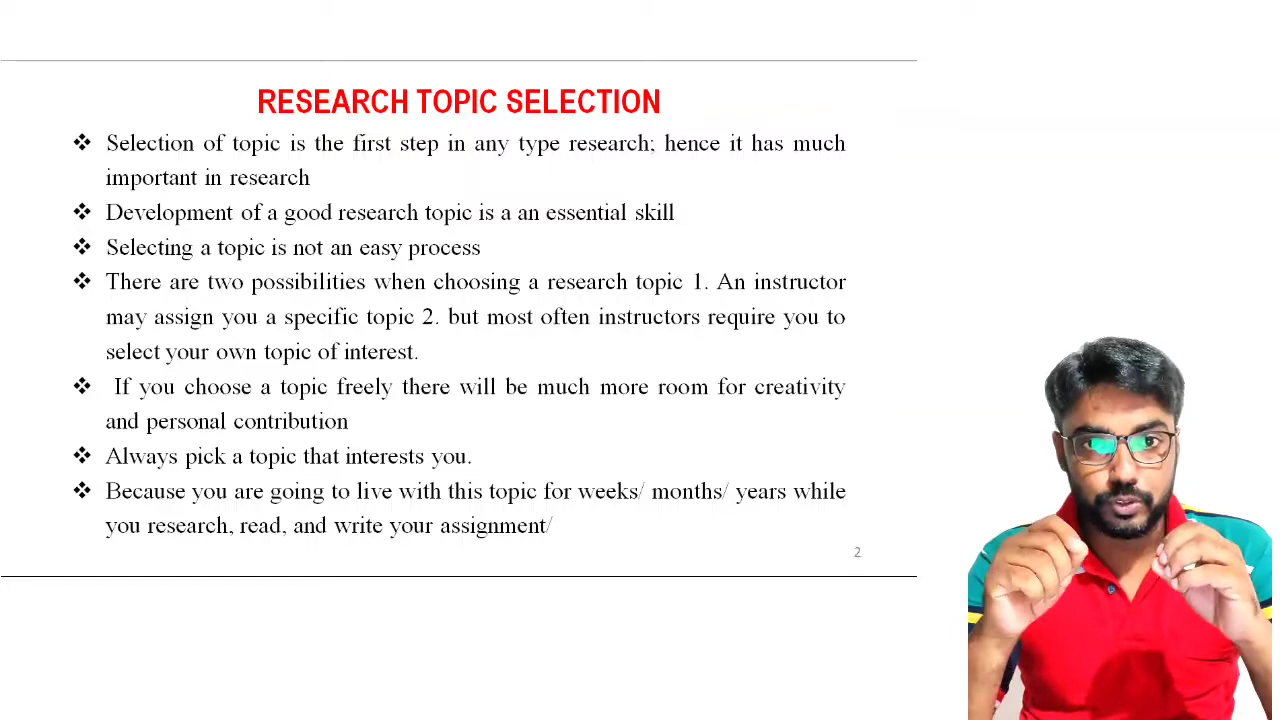 RESEARCH TOPIC SELECTION
❖ Selection of topic is the first step in any type research; hence it has much
important in research
❖ Development of a good research topic is a an essential skill
❖ Selecting a topic is not an easy process
❖ There are two possibilities when choosing a research topic 1. An instructor
may assign you a specific topic 2. but most often instructors require you to
select your own topic of interest.
❖ If you choose a topic freely there will be much more room for creativity
and personal contribution
❖ Always pick a topic that interests you.
❖ Because you are going to live with this topic for weeks/ months/ years while
you research, read, and write your assignment/
2